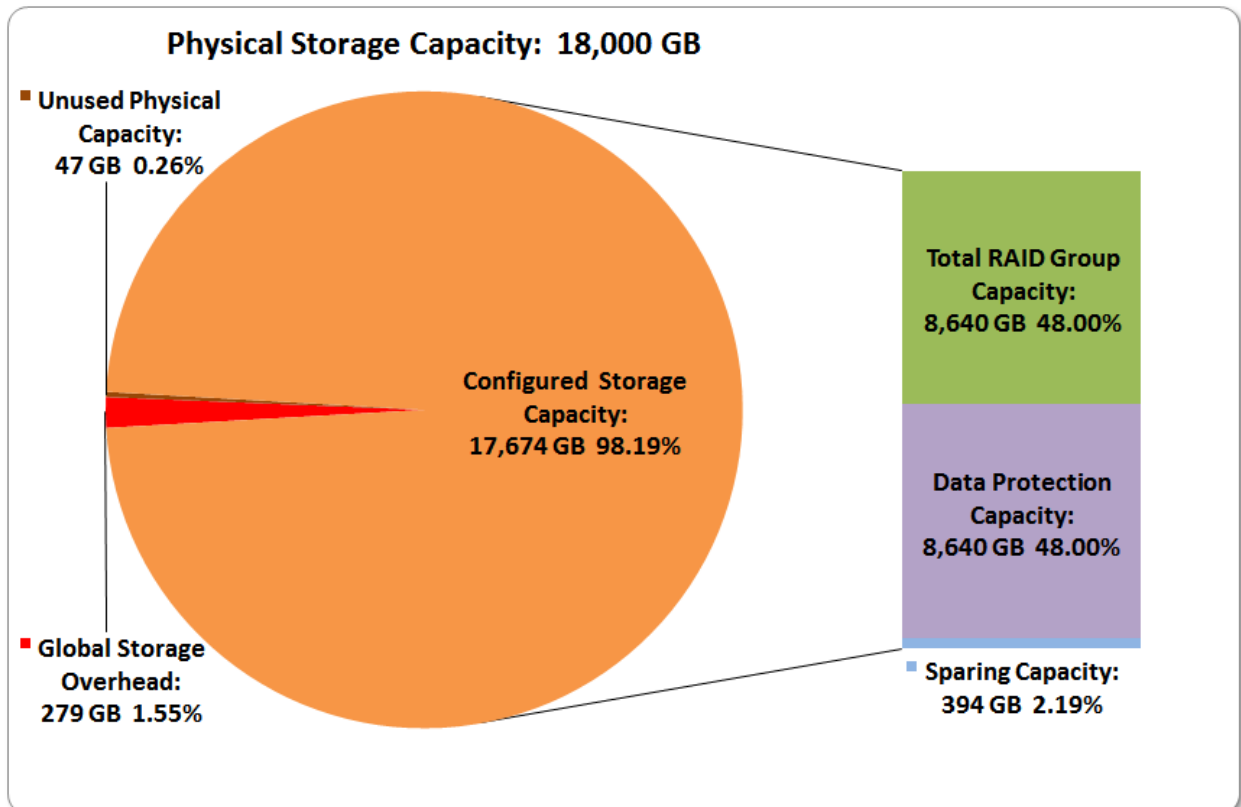 Physical Storage Capacity: 18,000 GB
Unused Physical
Capacity:
47 GB 0.26%
Configured Storage
Capacity:
17,674 GB 98.19%
Global Storage
Overhead:
279 GB 1.55%
Total RAID Group
Capacity:
8,640 GB 48.00%
Data Protection
Capacity:
8,640 GB 48.00%
Sparing Capacity:
394 GB 2.19%